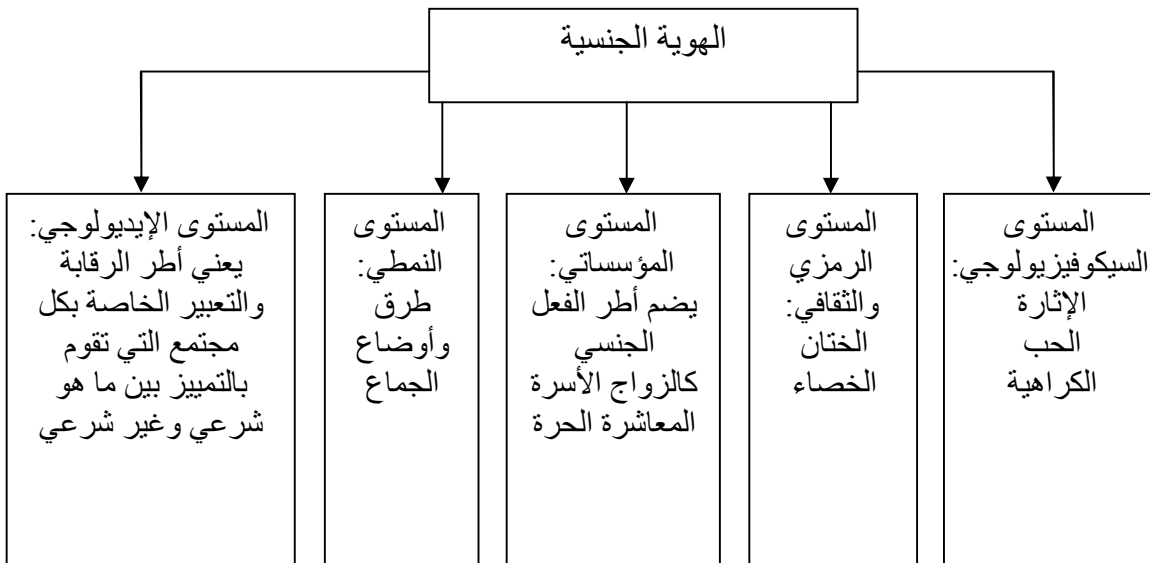 الهوية الجنسية
المستوى
السيكوفيزيولوجي:
الإثارة
الحب
الكراهية
المستوى
الرمزي
والثقافي:
الختان
الخصاء
المستوى
المؤسساتي:
يضم أطر الفعل
الجنسي
كالزواج الأسرة
المعاشرة الحرة
المستوى
النمطي:
طرق
وأوضاع
الجماع
المستوى الإيديولوجي:
يعني أطر الرقابة
والتعبير الخاصة بكل
مجتمع التي تقوم
بالتمييز بين ما هو
شرعي وغير شرعي